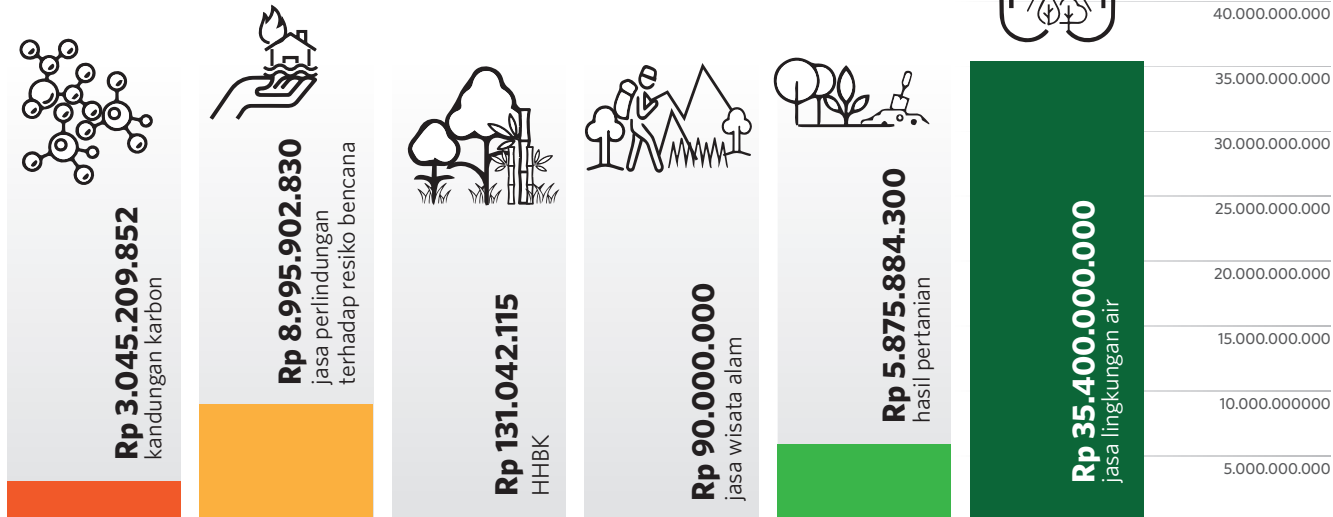 Rp 3.045.209.852
kandungan karbon
Rp 8.995.902.830
jasa perlindungan
terhadap resiko bencana
Rp 131.042.115
HHBK
Rp 90.000.000
jasa wisata alam
Rp 5.875.884.300
hasil pertanian
Rp 35.400.000.000
jasa lingkungan air
40.000.000.000
35.000.000.000
30.000.000.000
25.000.000.000
20.000.000.000
15.000.000.000
10.000.000000
5.000.000.000